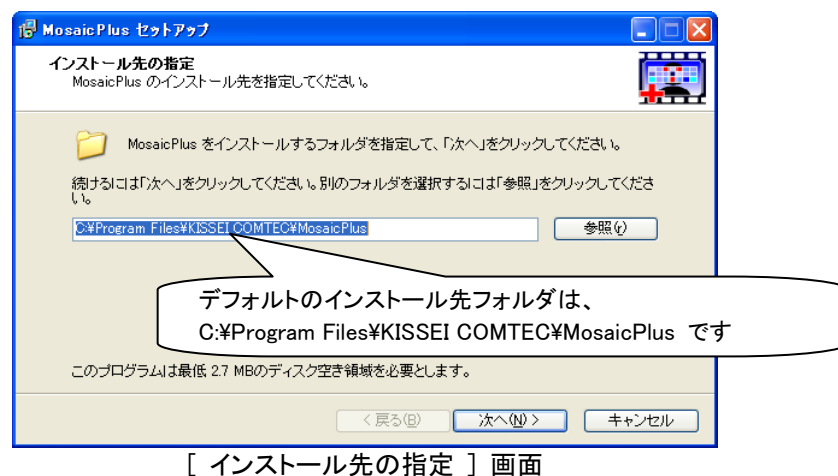 MosaicPlus セットアップ
インストール先の指定
MosaicPlus のインストール先を指定してください。
MosaicPlus をインストールするフォルダを指定して、「次へ」をクリックしてください。
続けるには「次へ」をクリックしてください。別のフォルダを選択するには「参照」をクリックしてくださ
い。
C:¥Program Files¥KISSEI COMTEC¥MosaicPlus
参照(r)
デフォルトのインストール先フォルダは、
C:¥Program Files¥KISSEI COMTEC¥MosaicPlus です
このプログラムは最低 2.7 MBのディスク空き領域を必要とします。
< 戻る(B)
次へ(N) >
キャンセル
[ インストール先の指定 ] 画面